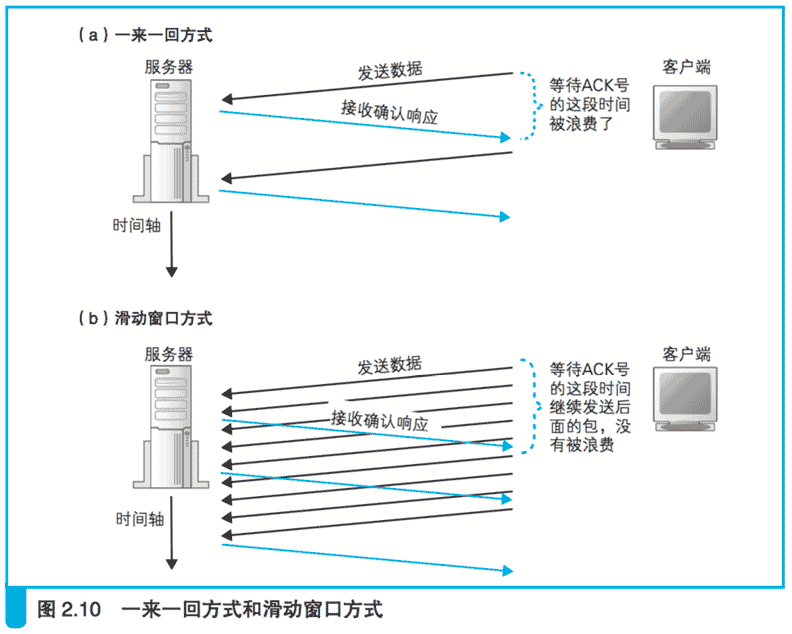 （a）一来一回方式
服务器
发送数据
接收确认响应
等待ACK号
的这段时间
被浪费了
客户端
时间轴
（b）滑动窗口方式
服务器
发送数据
接收确认响应
等待ACK号
的这段时间
继续发送后
面的包，没
有被浪费
客户端
时间轴
图 2.10 一来一回方式和滑动窗口方式